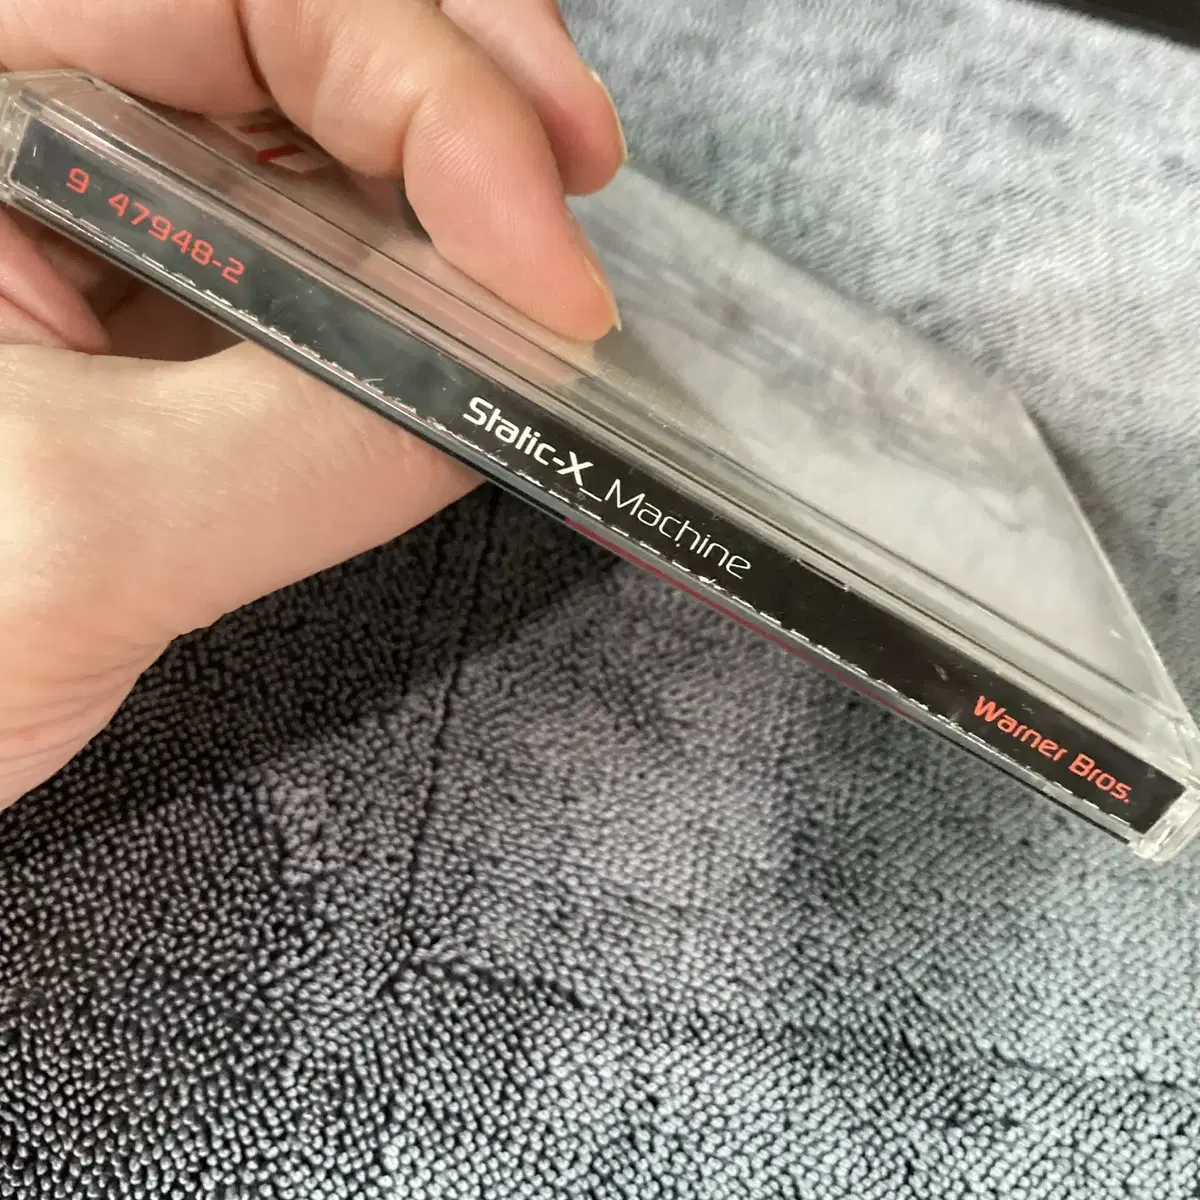 9 47948-2
Static-X_Machine
Warner Bros.